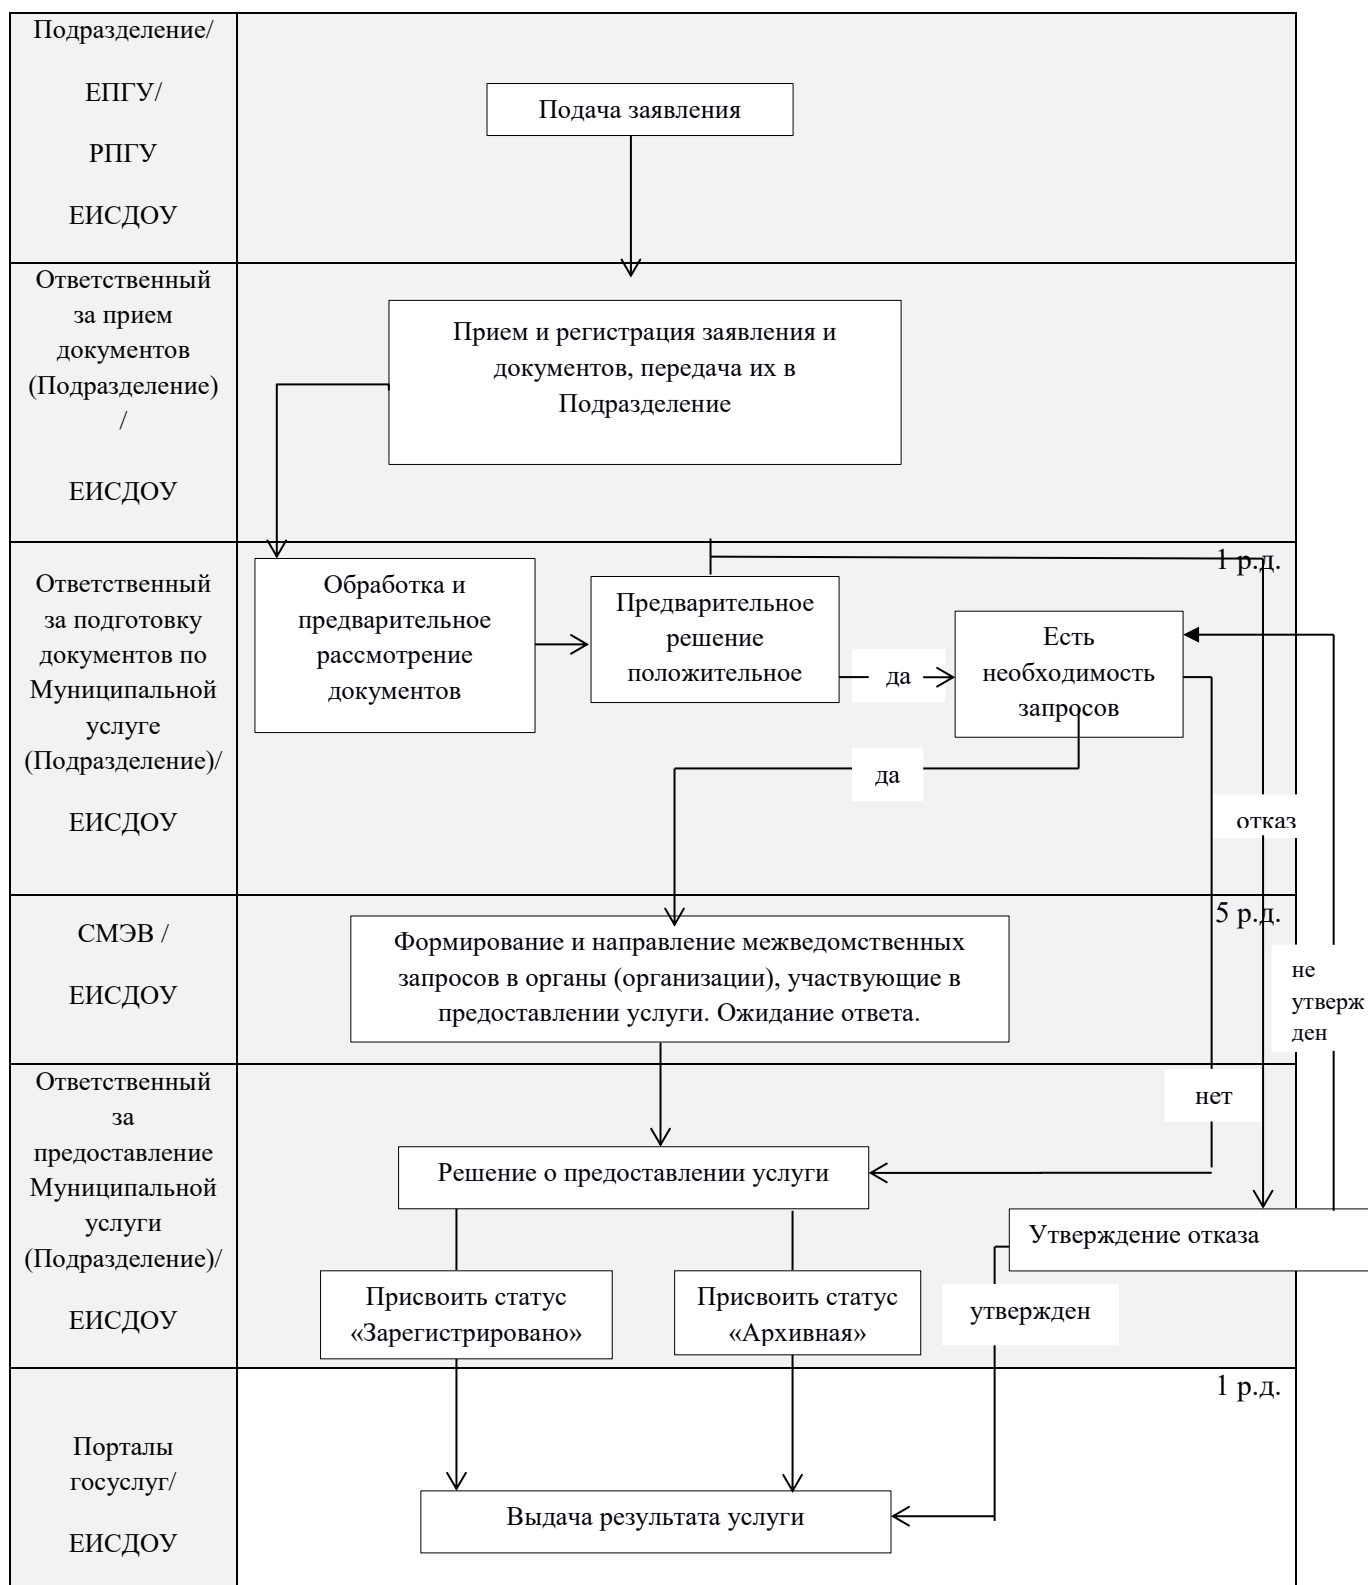 Подразделение/
ЕПГУ/
РПГУ
ЕИСДОУ
Подача заявления
Ответственный
за прием
документов
(Подразделение)
/
ЕИСДОУ
Прием и регистрация заявления и
документов, передача их в
Подразделение
Ответственный
за подготовку
документов по
Муниципальной
услуге
(Подразделение)/
ЕИСДОУ
1 р.д.
Обработка и
предварительное
рассмотрение
документов
Предварительное
решение
положительное
да
Есть
необходимость
запросов
да
отказ
СМЭВ /
ЕИСДОУ
5 р.д.
Формирование и направление межведомственных
запросов в органы (организации), участвующие в
предоставлении услуги. Ожидание ответа.
не
утверж
ден
Ответственный
за
предоставление
Муниципальной
услуги
(Подразделение)/
ЕИСДОУ
нет
Решение о предоставлении услуги
Утверждение отказа
Присвоить статус
«Зарегистрировано»
Присвоить статус
«Архивная»
утвержден
Порталы
госуслуг/
ЕИСДОУ
1 р.д.
Выдача результата услуги